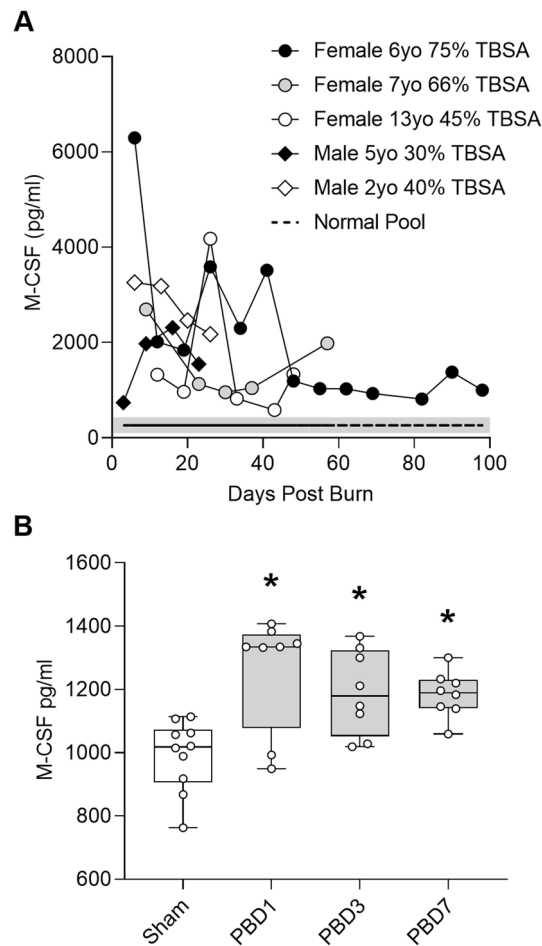 A
Female 6yo 75% TBSA
Female 7yo 66% TBSA
Female 13yo 45% TBSA
Male 5yo 30% TBSA
Male 2yo 40% TBSA
Normal Pool
8000
6000
4000
2000
0
M-CSF (pg/ml)
0 20 40 60 80 100
Days Post Burn
B
1600
1400
1200
1000
800
600
M-CSF pg/ml
* * *
Sham PBD1 PBD3 PBD7